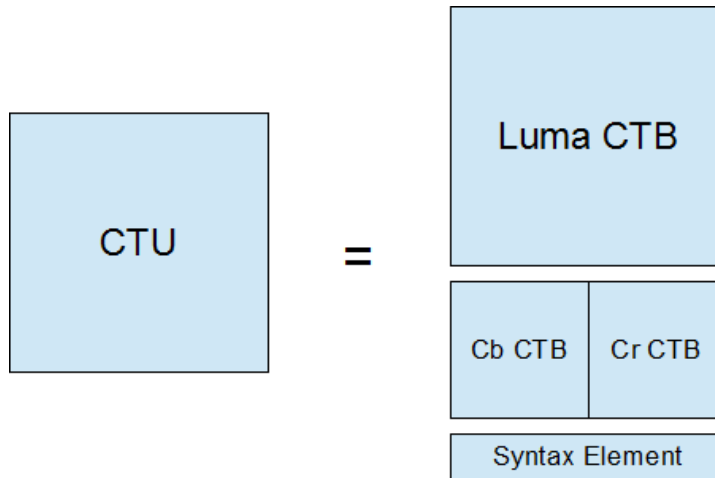 CTU
=
Luma CTB
Cb CTB
Cr CTB
Syntax Element